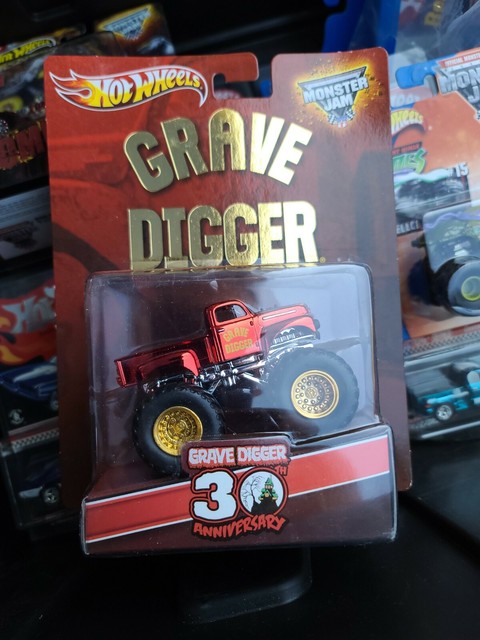 HOT WHEELS
MONSTER JAM
GRAVE
DIGGER
GRAVE
DIGGER
GRAVE DIGGER
30TH
ANNIVERSARY